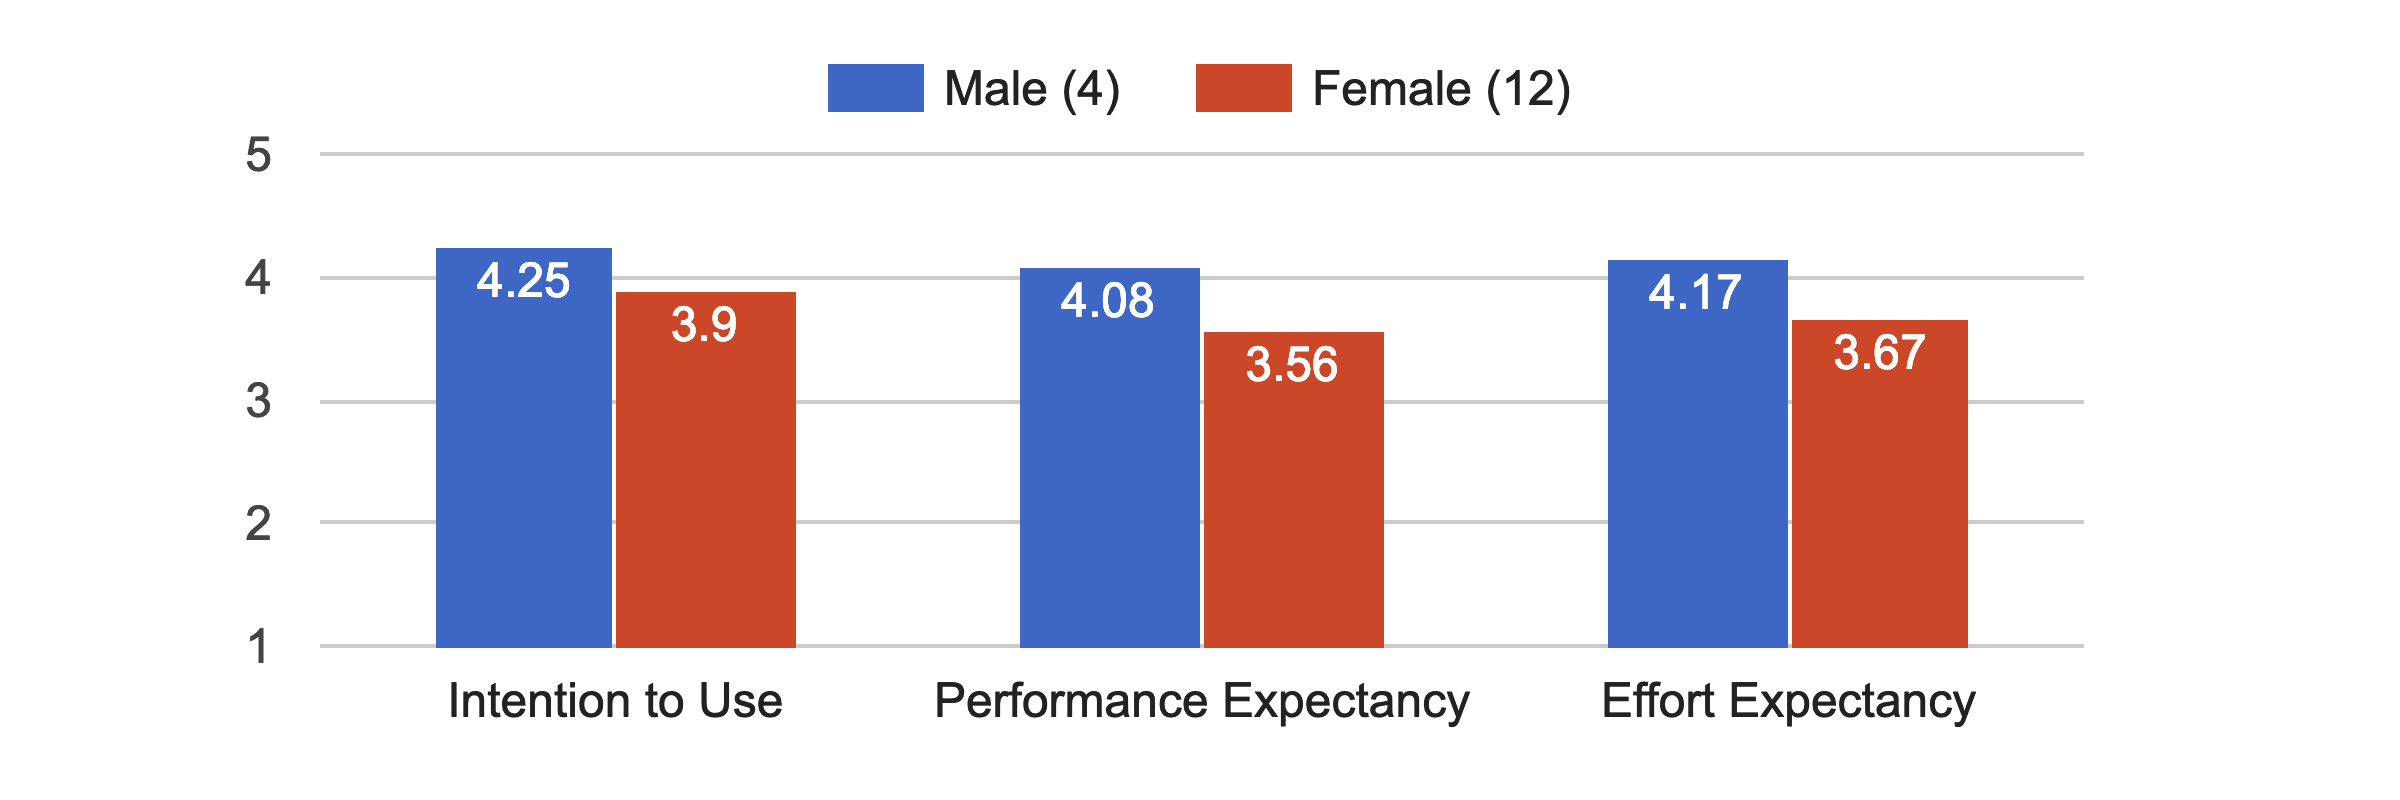 Male (4) Female (12)
5
4
3
2
1
4.25 3.9 4.08 3.56 4.17 3.67
Intention to Use Performance Expectancy Effort Expectancy